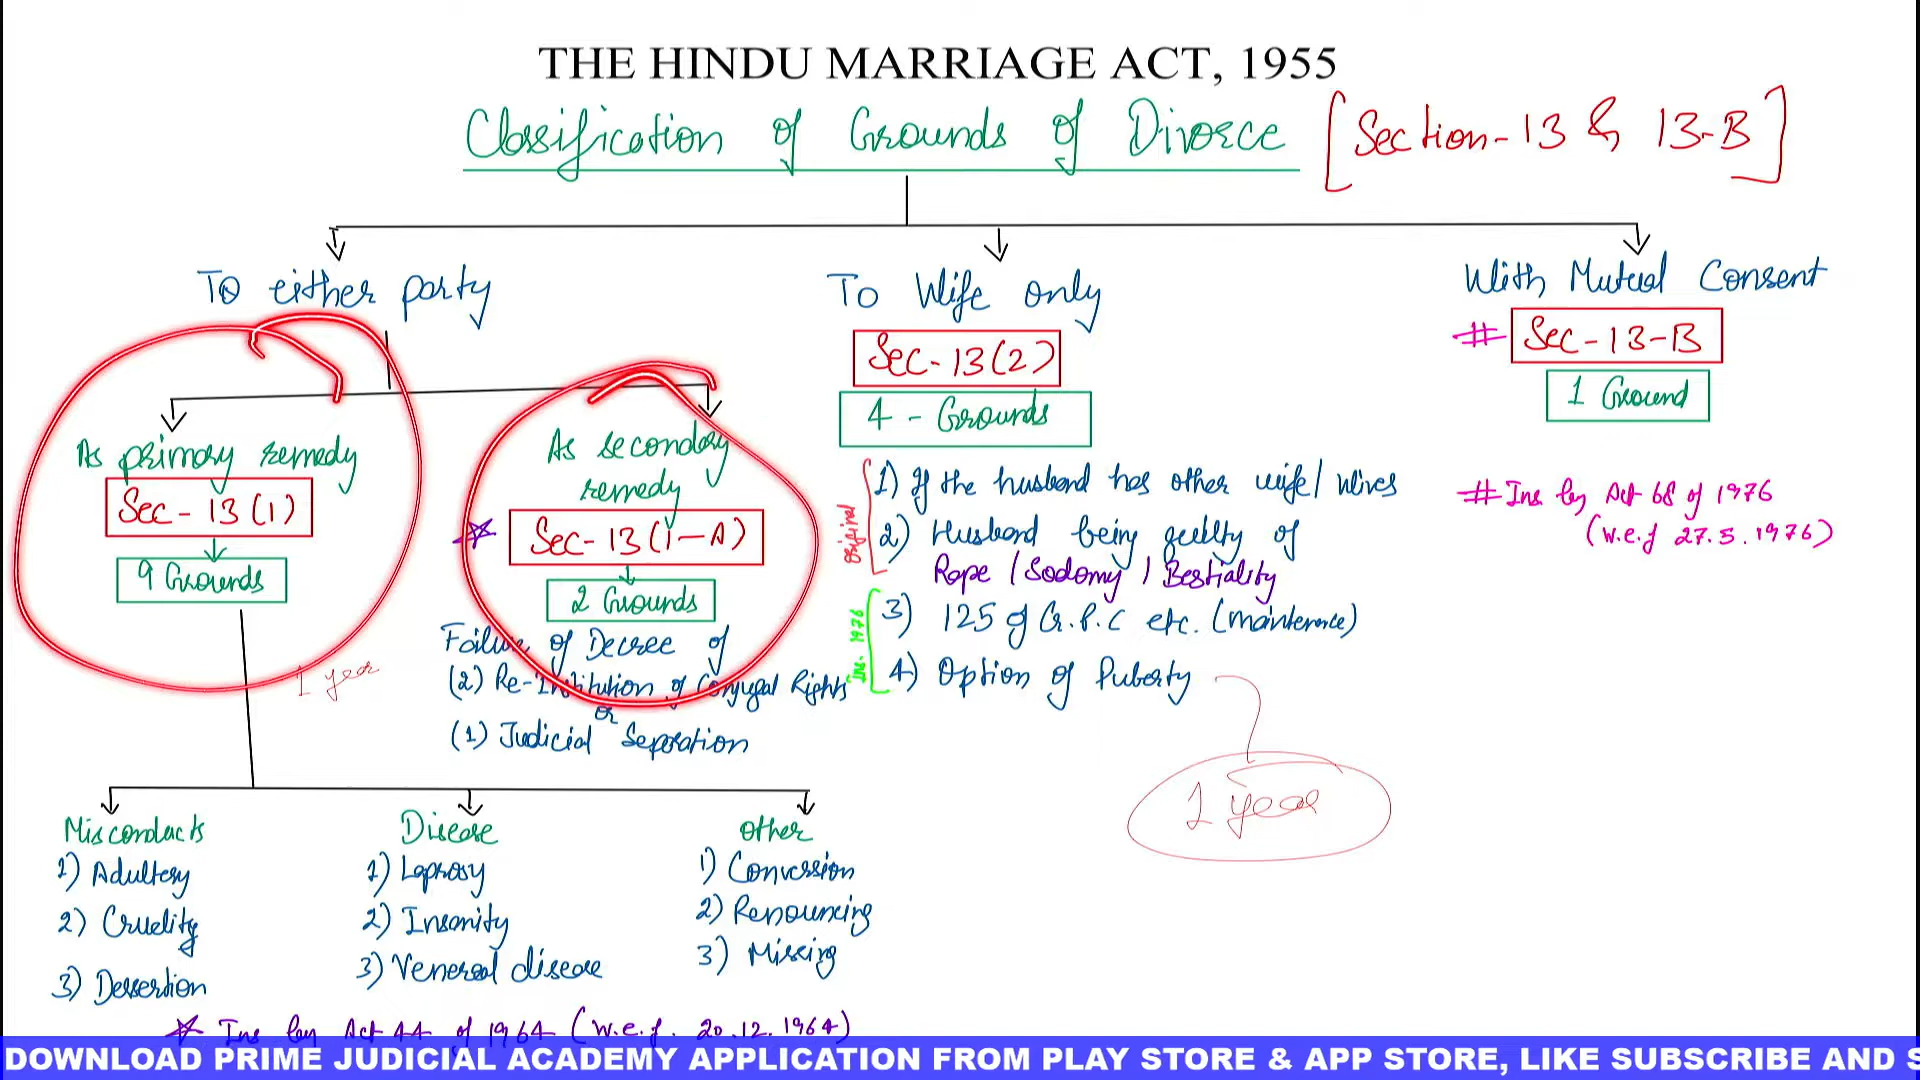 THE HINDU MARRIAGE ACT, 1955
Classification of Grounds of Divorce [Section-13 & 13-B]
To either party
As primary remedy
Sec-13(1)
9 Grounds
1 year
As secondary
remedy
* Sec-13(1-A)
2 Grounds
Failure of Decree of
(2) Re-Institution of Conjugal Rights
or
(1) Judicial Separation
To Wife only
Sec-13(2)
4 - Grounds
original
1) If the husband has other wife/wives
2) Husband being guilty of
Rape / Sodomy / Bestiality
Ins. 1976
3) 125 of Cr.P.C etc. (maintenence)
4) Option of Puberty
1 year
With Mutual Consent
# Sec-13-B
1 Ground
# Ins by Act 68 of 1976
(w.e.f 27.5.1976)
Misconducts
1) Adultery
2) Cruelity
3) Dessertion
Disease
1) Leprosy
2) Insanity
3) Venereal disease
other
1) Conversion
2) Renouncing
3) Missing
* Ins by Act 44 of 1964 (w.e.f. 20.12.1964)
DOWNLOAD PRIME JUDICIAL ACADEMY APPLICATION FROM PLAY STORE & APP STORE, LIKE SUBSCRIBE AND S